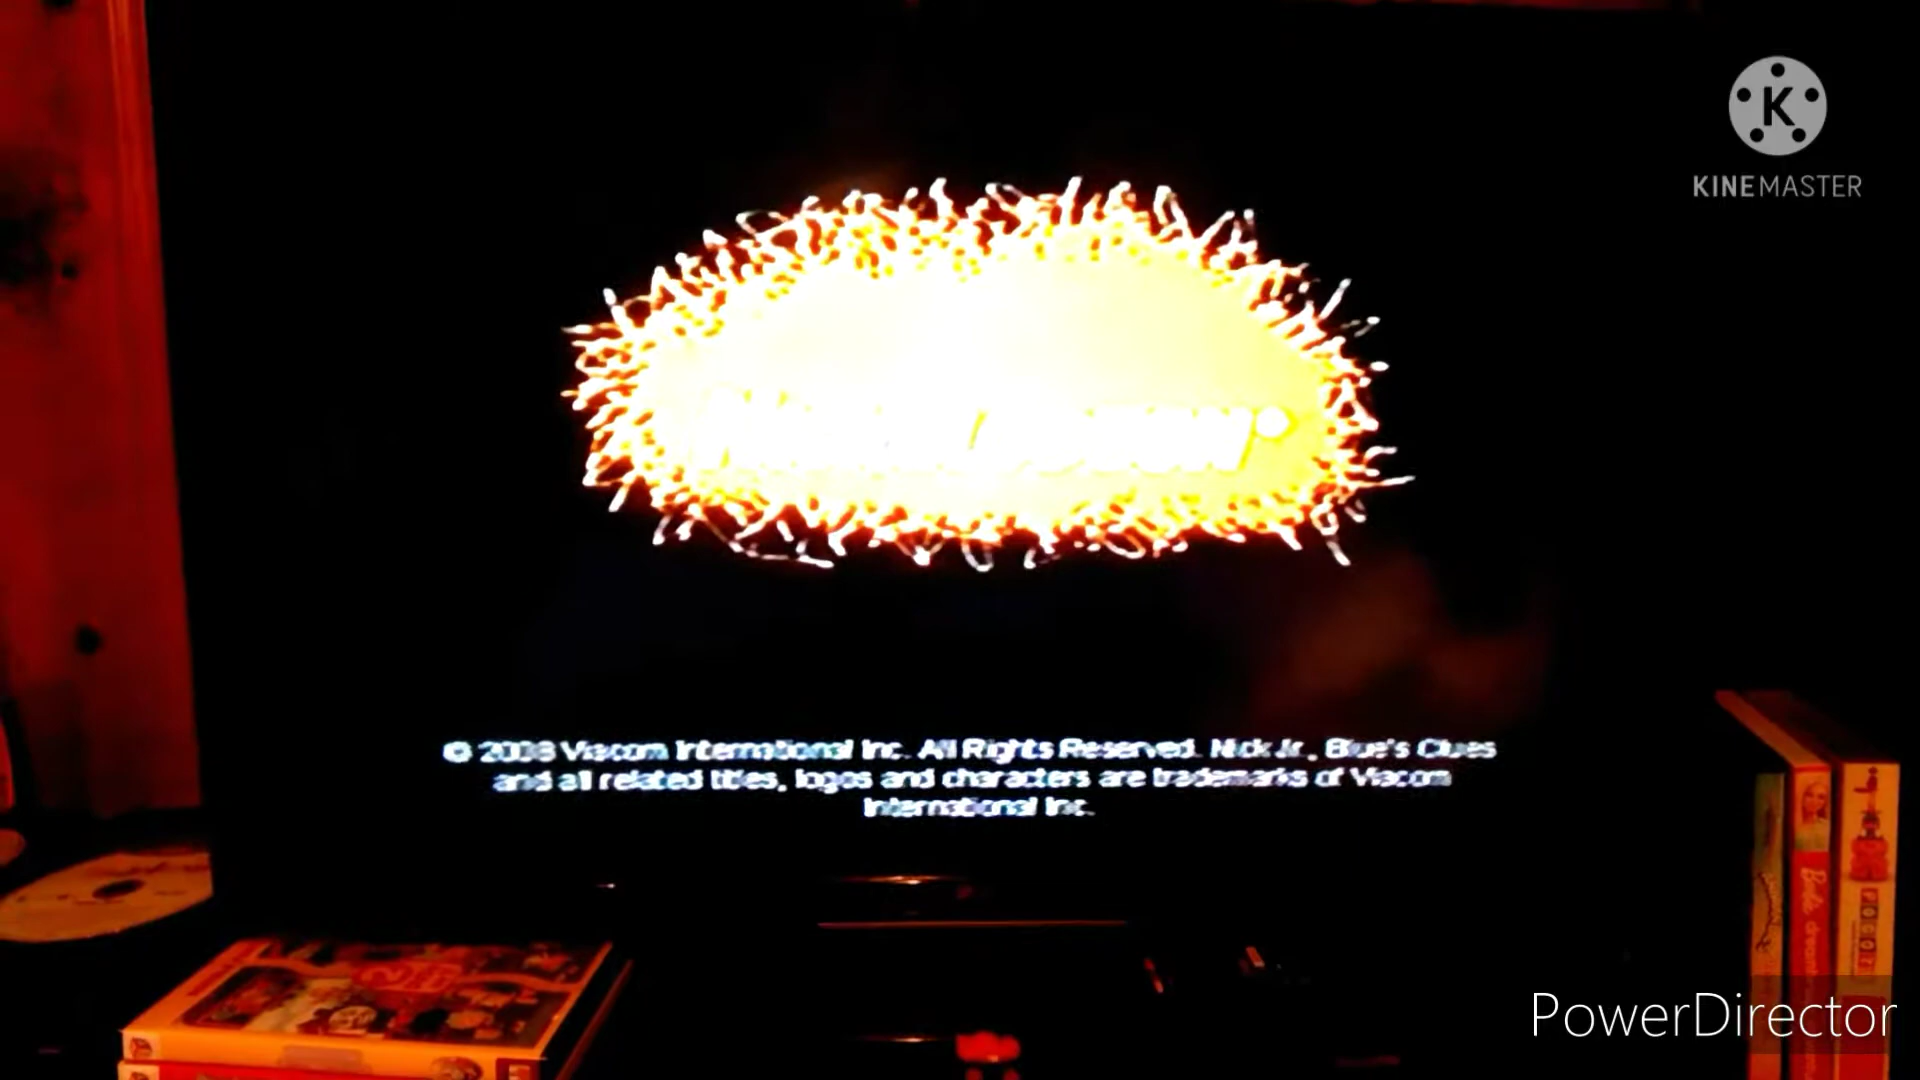 K
KINEMASTER
© 2008 Viacom International Inc. All Rights Reserved. Nick Jr., Blue's Clues
and all related titles, logos and characters are trademarks of Viacom
International Inc.
Barbie
PowerDirector